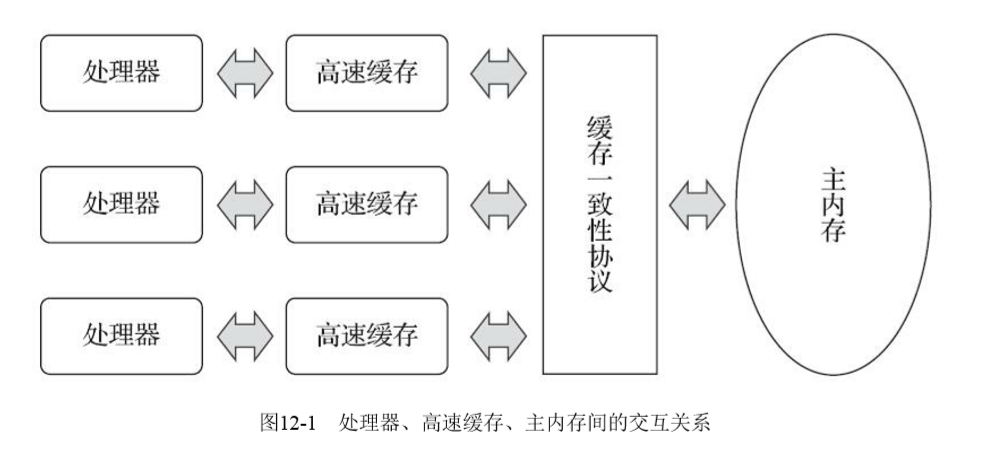 处理器
高速缓存
处理器
高速缓存
处理器
高速缓存
缓存一致性协议
主内存
图12-1 处理器、高速缓存、主内存间的交互关系